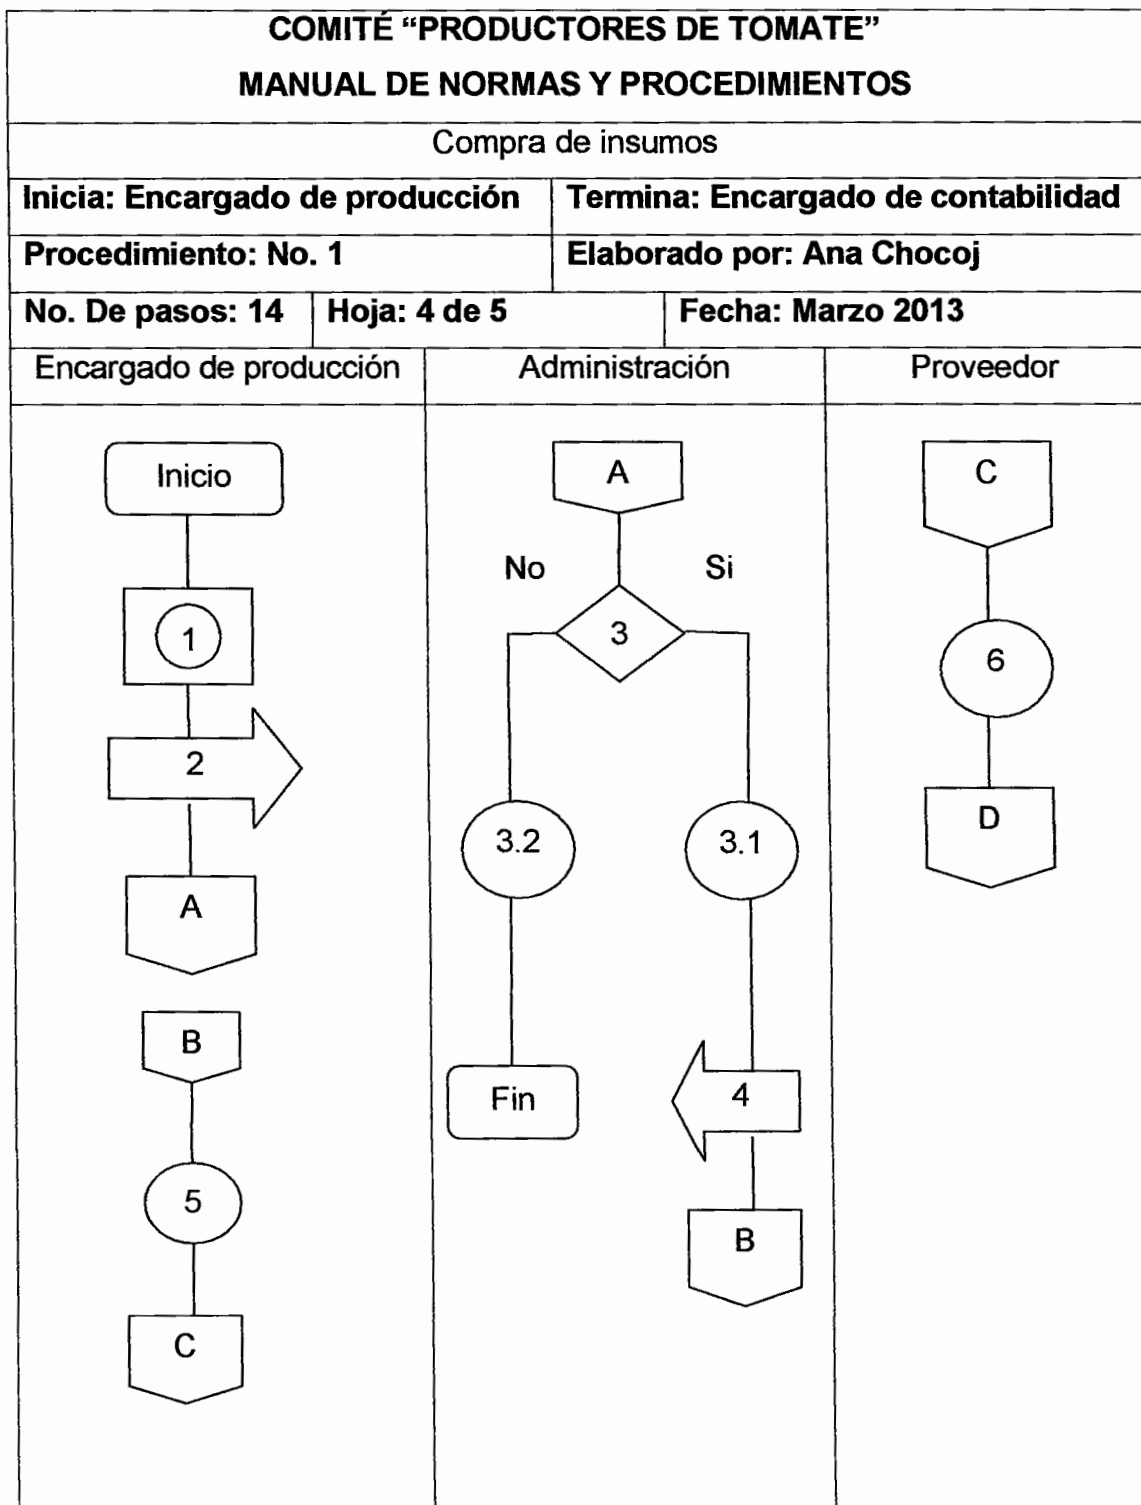 COMITÉ “PRODUCTORES DE TOMATE”
MANUAL DE NORMAS Y PROCEDIMIENTOS
Compra de insumos
Inicia: Encargado de producción
Termina: Encargado de contabilidad
Procedimiento: No. 1
Elaborado por: Ana Chocoj
No. De pasos: 14
Hoja: 4 de 5
Fecha: Marzo 2013
Encargado de producción
Administración
Proveedor
Inicio
1
2
A
B
5
C
A
No
Si
3
3.2
3.1
Fin
4
B
C
6
D